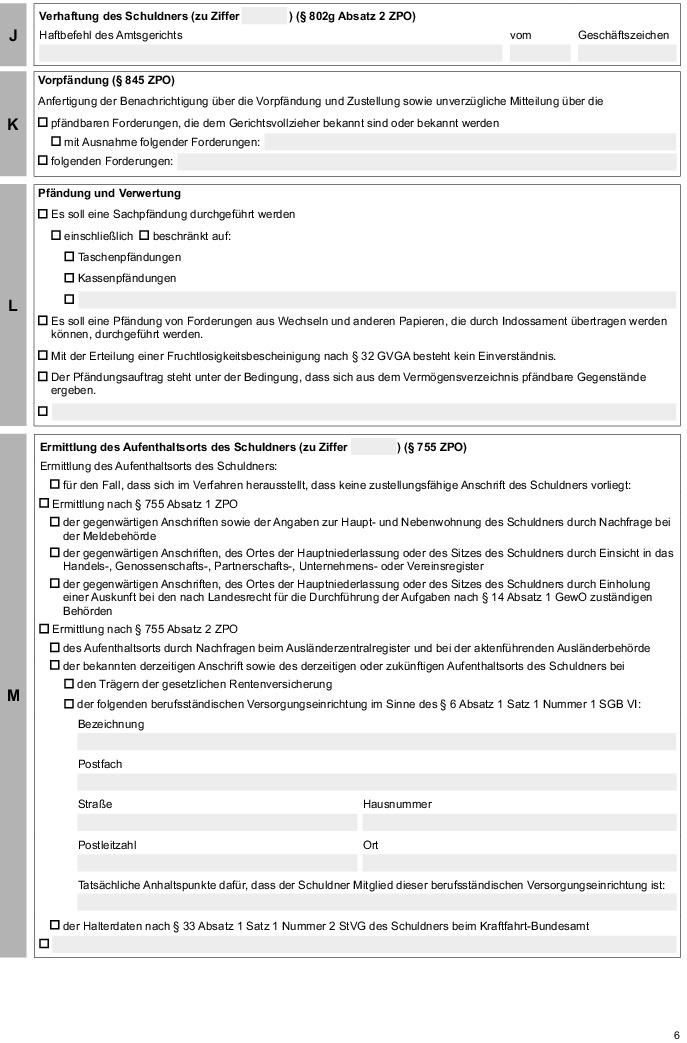 J
Verhaftung des Schuldners (zu Ziffer ) (§ 802g Absatz 2 ZPO)
Haftbefehl des Amtsgerichts vom Geschäftszeichen
K
Vorpfändung (§ 845 ZPO)
Anfertigung der Benachrichtigung über die Vorpfändung und Zustellung sowie unverzügliche Mitteilung über die
pfändbaren Forderungen, die dem Gerichtsvollzieher bekannt sind oder bekannt werden
mit Ausnahme folgender Forderungen:
folgenden Forderungen:
L
Pfändung und Verwertung
Es soll eine Sachpfändung durchgeführt werden
einschließlich beschränkt auf:
Taschenpfändungen
Kassenpfändungen
Es soll eine Pfändung von Forderungen aus Wechseln und anderen Papieren, die durch Indossament übertragen werden
können, durchgeführt werden.
Mit der Erteilung einer Fruchtlosigkeitsbescheinigung nach § 32 GVGA besteht kein Einverständnis.
Der Pfändungsauftrag steht unter der Bedingung, dass sich aus dem Vermögensverzeichnis pfändbare Gegenstände
ergeben.
M
Ermittlung des Aufenthaltsorts des Schuldners (zu Ziffer ) (§ 755 ZPO)
Ermittlung des Aufenthaltsorts des Schuldners:
für den Fall, dass sich im Verfahren herausstellt, dass keine zustellungsfähige Anschrift des Schuldners vorliegt:
Ermittlung nach § 755 Absatz 1 ZPO
der gegenwärtigen Anschriften sowie der Angaben zur Haupt- und Nebenwohnung des Schuldners durch Nachfrage bei
der Meldebehörde
der gegenwärtigen Anschriften, des Ortes der Hauptniederlassung oder des Sitzes des Schuldners durch Einsicht in das
Handels-, Genossenschafts-, Partnerschafts-, Unternehmens- oder Vereinsregister
der gegenwärtigen Anschriften, des Ortes der Hauptniederlassung oder des Sitzes des Schuldners durch Einholung
einer Auskunft bei den nach Landesrecht für die Durchführung der Aufgaben nach § 14 Absatz 1 GewO zuständigen
Behörden
Ermittlung nach § 755 Absatz 2 ZPO
des Aufenthaltsorts durch Nachfragen beim Ausländerzentralregister und bei der aktenführenden Ausländerbehörde
der bekannten derzeitigen Anschrift sowie des derzeitigen oder zukünftigen Aufenthaltsorts des Schuldners bei
den Trägern der gesetzlichen Rentenversicherung
der folgenden berufsständischen Versorgungseinrichtung im Sinne des § 6 Absatz 1 Satz 1 Nummer 1 SGB VI:
Bezeichnung
Postfach
Straße Hausnummer
Postleitzahl Ort
Tatsächliche Anhaltspunkte dafür, dass der Schuldner Mitglied dieser berufsständischen Versorgungseinrichtung ist:
der Halterdaten nach § 33 Absatz 1 Satz 1 Nummer 2 StVG des Schuldners beim Kraftfahrt-Bundesamt
6